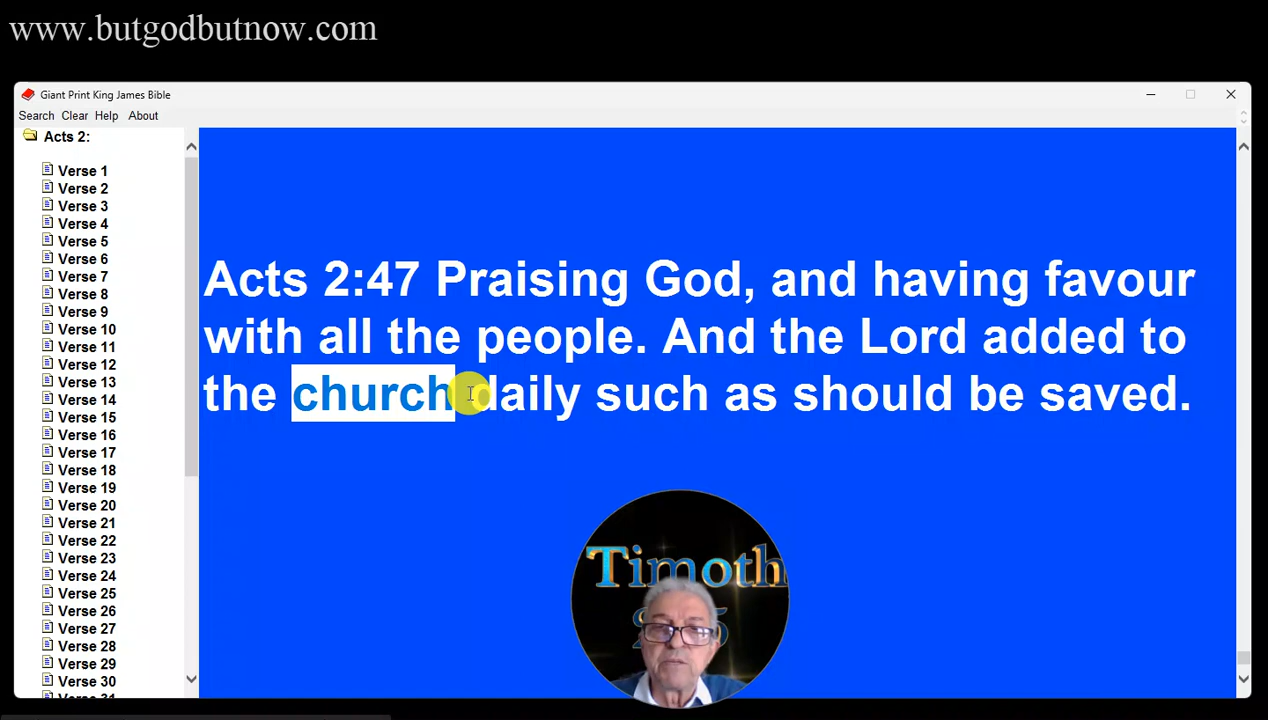 www.butgodbutnow.com
Giant Print King James Bible
Search Clear Help About
Acts 2:
Verse 1
Verse 2
Verse 3
Verse 4
Verse 5
Verse 6
Verse 7
Verse 8
Verse 9
Verse 10
Verse 11
Verse 12
Verse 13
Verse 14
Verse 15
Verse 16
Verse 17
Verse 18
Verse 19
Verse 20
Verse 21
Verse 22
Verse 23
Verse 24
Verse 25
Verse 26
Verse 27
Verse 28
Verse 29
Verse 30
Acts 2:47 Praising God, and having favour
with all the people. And the Lord added to
the church daily such as should be saved.
Timoth